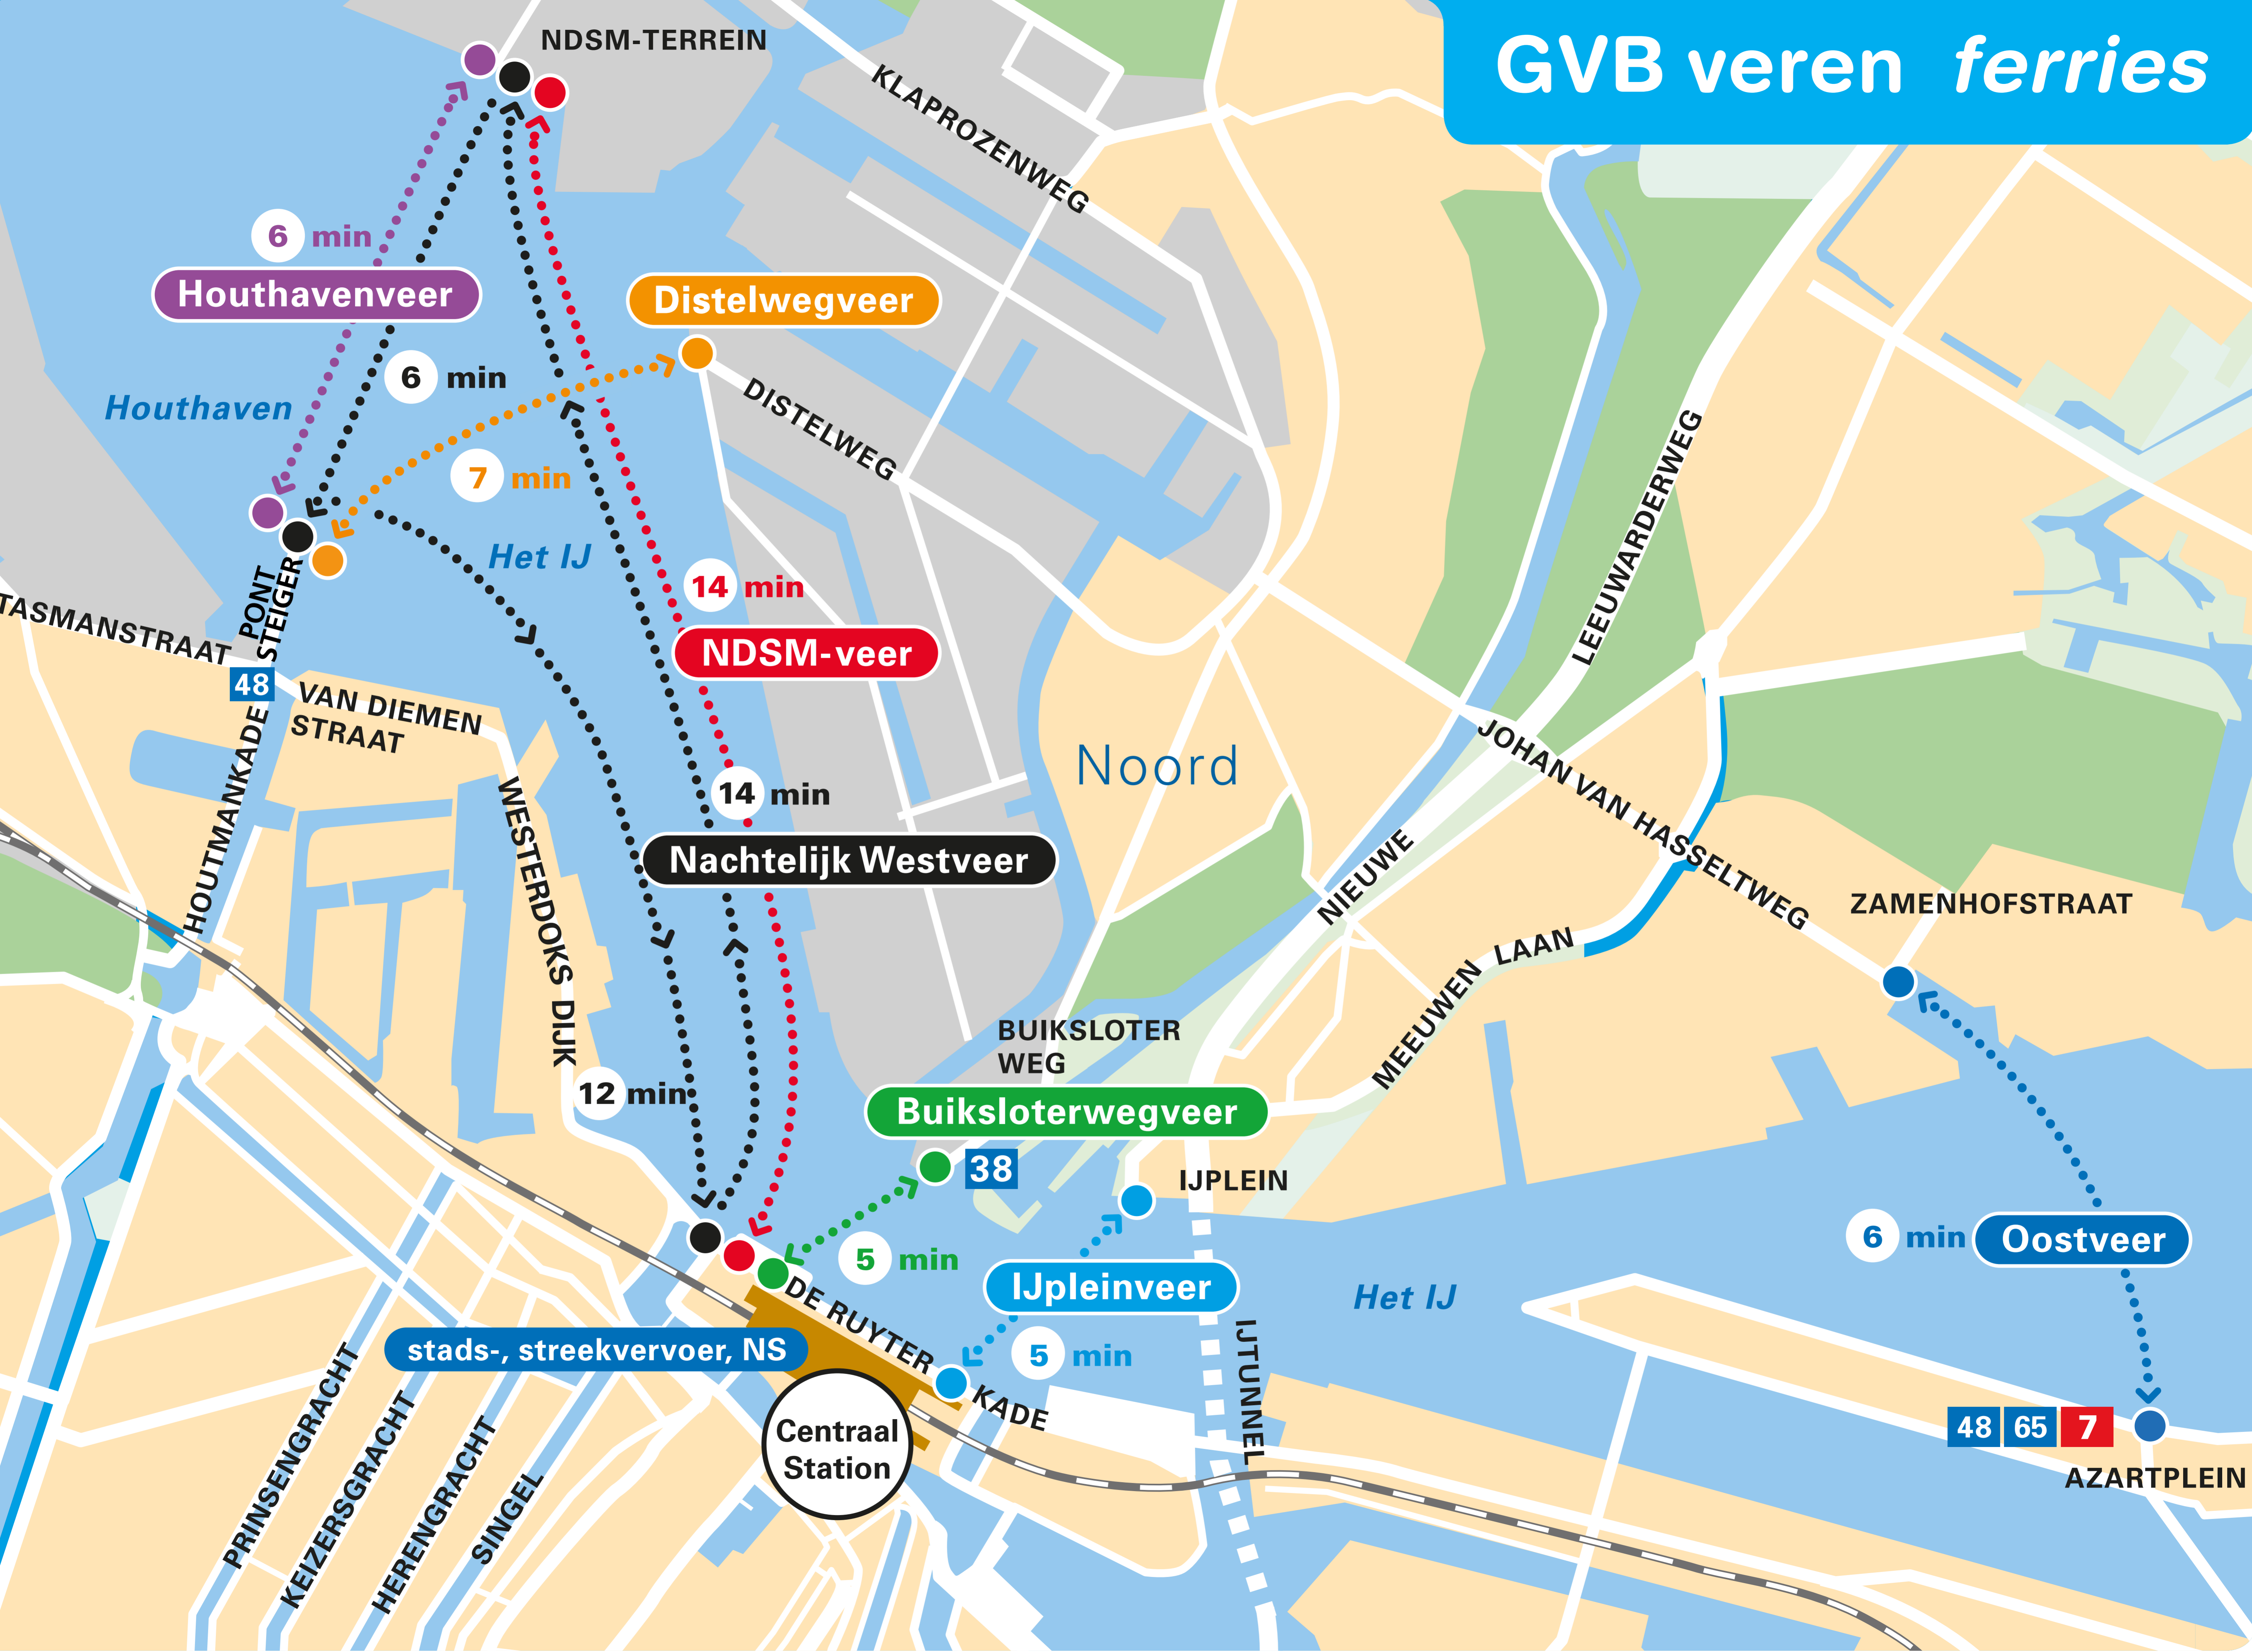 GVB veren ferries
NDSM-TERREIN
KLAPROZENWEG
6 min
Houthavenveer
Distelwegveer
6 min
Houthaven
DISTELWEG
7 min
Het IJ
LEEUWARDERWEG
PONT
STEIGER
14 min
TASMANSTRAAT
NDSM-veer
48
VAN DIEMEN
STRAAT
HOUTMANKADE
Noord
JOHAN VAN HASSELTWEG
14 min
WESTERDOKS DIJK
Nachtelijk Westveer
NIEUWE
ZAMENHOFSTRAAT
MEEUWEN LAAN
BUIKSLOTER
WEG
12 min
Buiksloterwegveer
38
IJPLEIN
5 min
6 min
Oostveer
IJpleinveer
Het IJ
DE RUYTER
KADE
IJTUNNEL
stads-, streekvervoer, NS
5 min
Centraal
Station
48 65 7
AZARTPLEIN
PRINSENGRACHT
KEIZERSGRACHT
HERENGRACHT
SINGEL